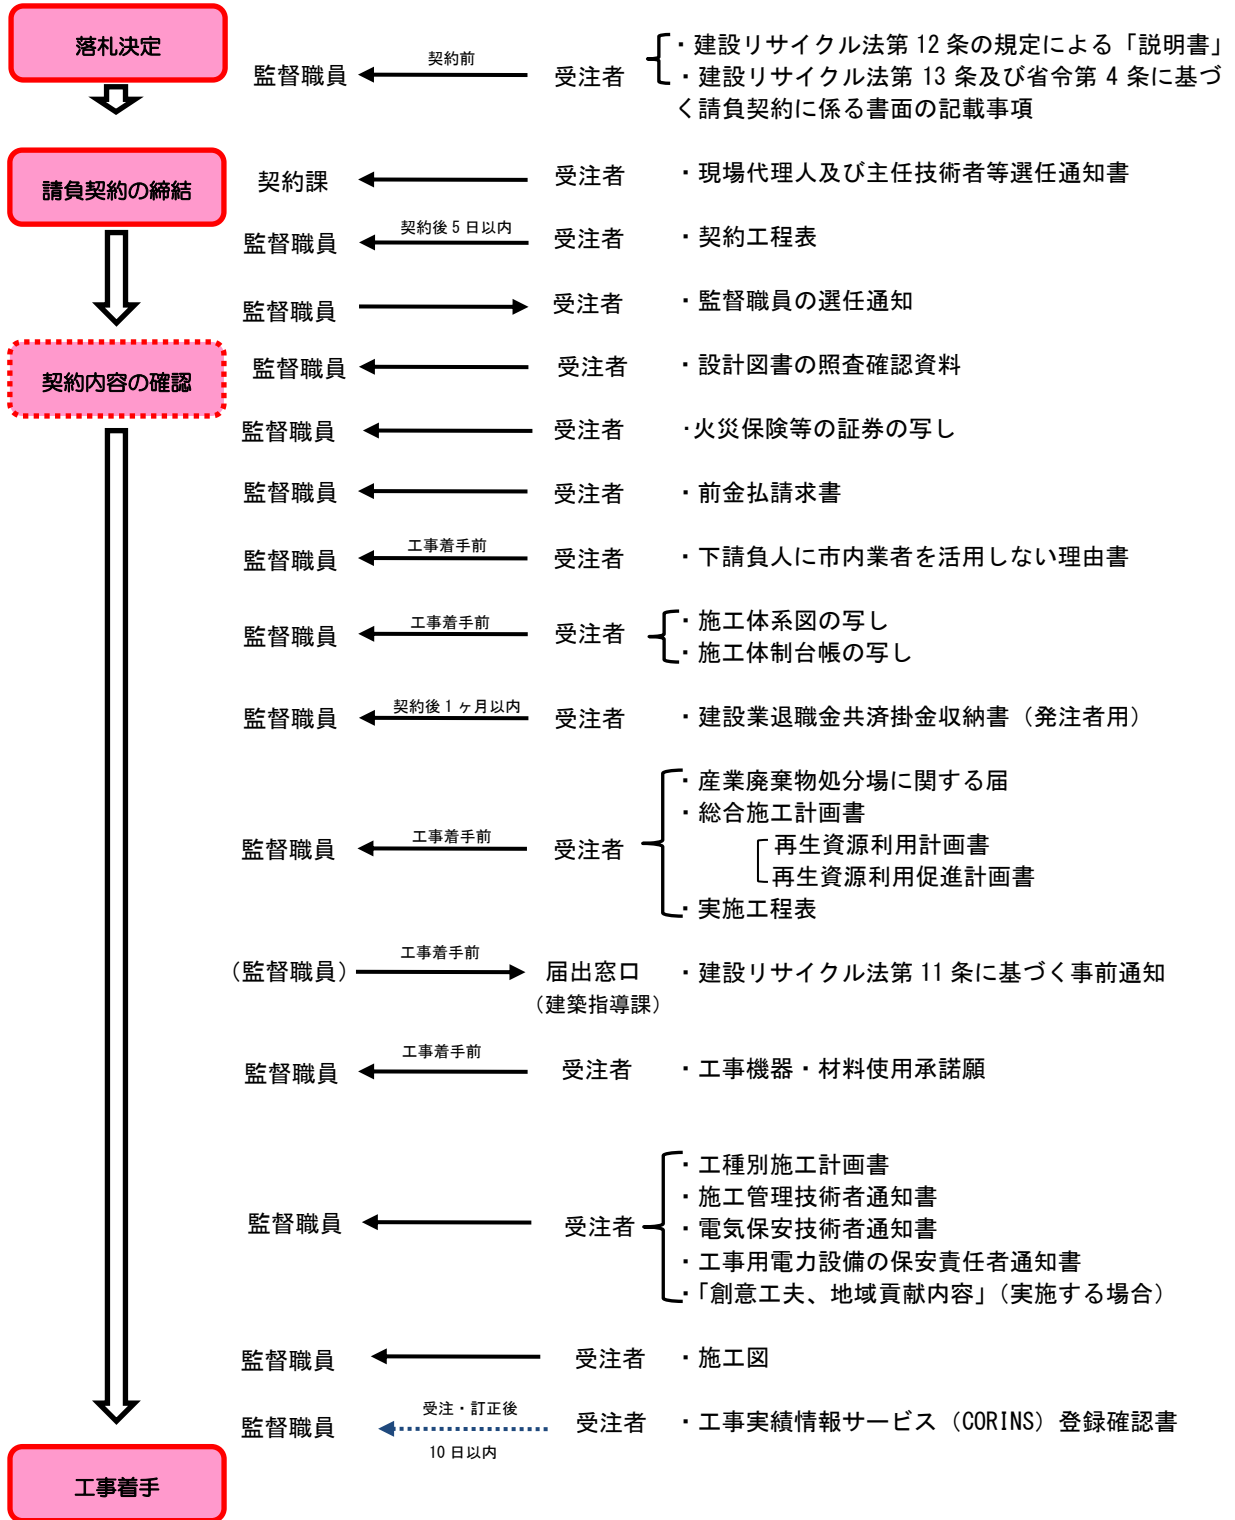 落札決定
契約前
監督職員 受注者 ・建設リサイクル法第12条の規定による「説明書」
・建設リサイクル法第13条及び省令第4条に基づ
く請負契約に係る書面の記載事項
請負契約の締結
契約課 受注者 ・現場代理人及び主任技術者等選任通知書
契約後5日以内
監督職員 受注者 ・契約工程表
監督職員 受注者 ・監督職員の選任通知
契約内容の確認
監督職員 受注者 ・設計図書の照査確認資料
監督職員 受注者 ・火災保険等の証券の写し
監督職員 受注者 ・前金払請求書
工事着手前
監督職員 受注者 ・下請負人に市内業者を活用しない理由書
工事着手前
監督職員 受注者 ・施工体系図の写し
・施工体制台帳の写し
契約後1ヶ月以内
監督職員 受注者 ・建設業退職金共済掛金収納書（発注者用）
・産業廃棄物処分場に関する届
・総合施工計画書
工事着手前
監督職員 受注者 再生資源利用計画書
再生資源利用促進計画書
・実施工程表
工事着手前
（監督職員） 届出窓口 ・建設リサイクル法第11条に基づく事前通知
（建築指導課）
工事着手前
監督職員 受注者 ・工事機器・材料使用承諾願
・工種別施工計画書
・施工管理技術者通知書
監督職員 受注者 ・電気保安技術者通知書
・工事用電力設備の保安責任者通知書
・「創意工夫、地域貢献内容」（実施する場合）
監督職員 受注者 ・施工図
受注・訂正後
監督職員 受注者 ・工事実績情報サービス（CORINS）登録確認書
10日以内
工事着手